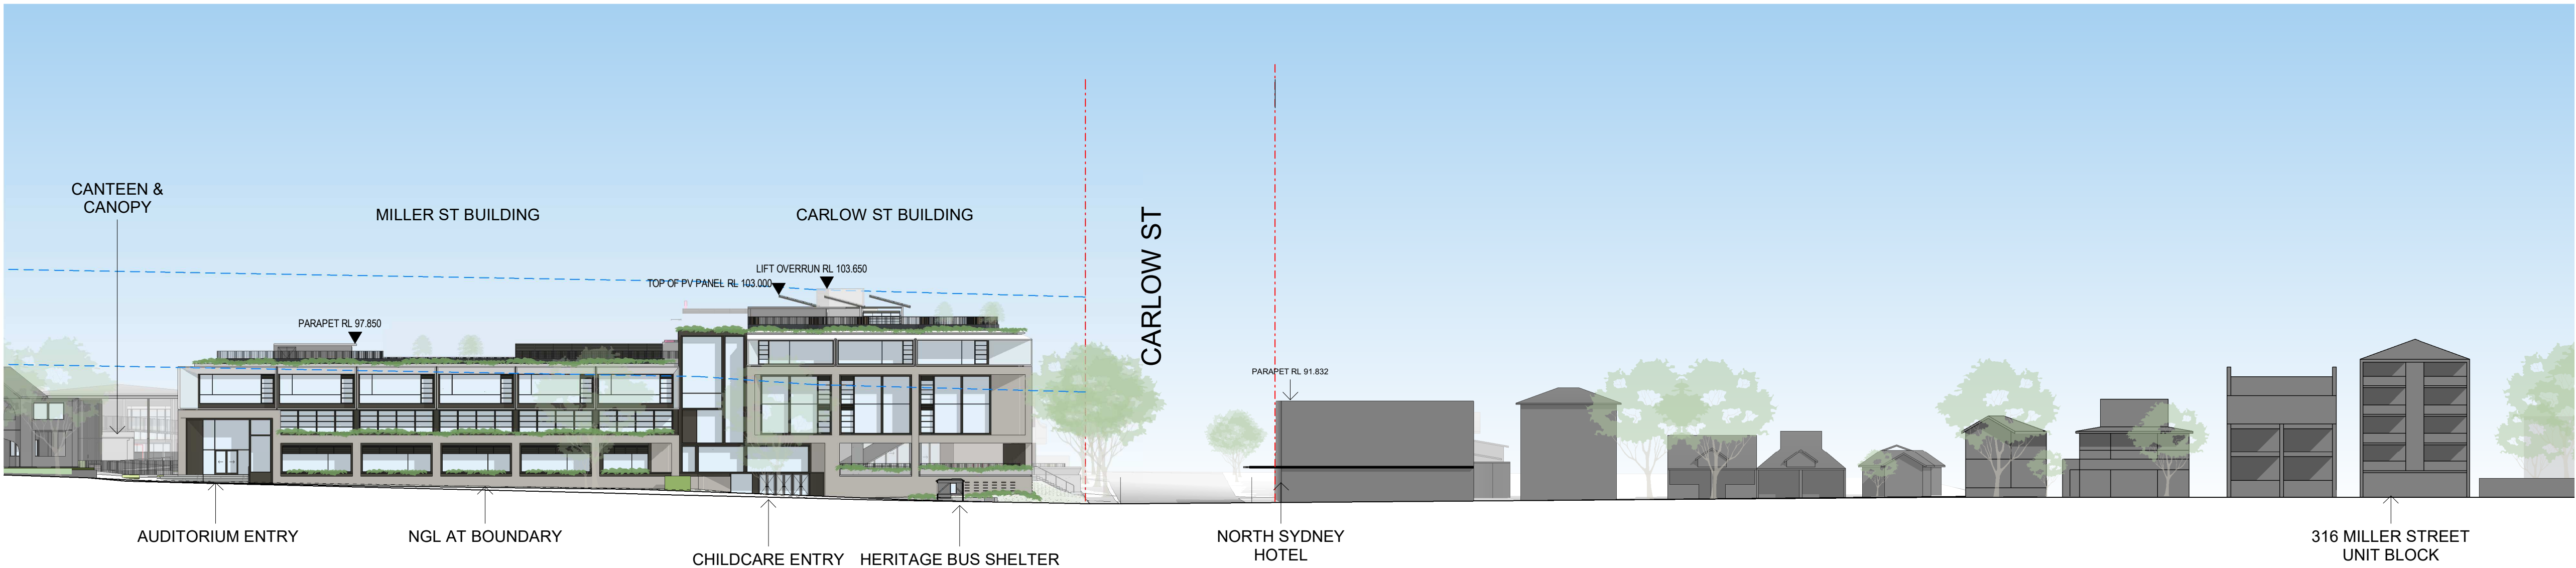 CANTEEN &
CANOPY
MILLER ST BUILDING
CARLOW ST BUILDING
CARLOW ST
LIFT OVERRUN RL 103.650
TOP OF PV PANEL RL 103.000
PARAPET RL 97.850
PARAPET RL 91.832
AUDITORIUM ENTRY
NGL AT BOUNDARY
CHILDCARE ENTRY
HERITAGE BUS SHELTER
NORTH SYDNEY
HOTEL
316 MILLER STREET
UNIT BLOCK